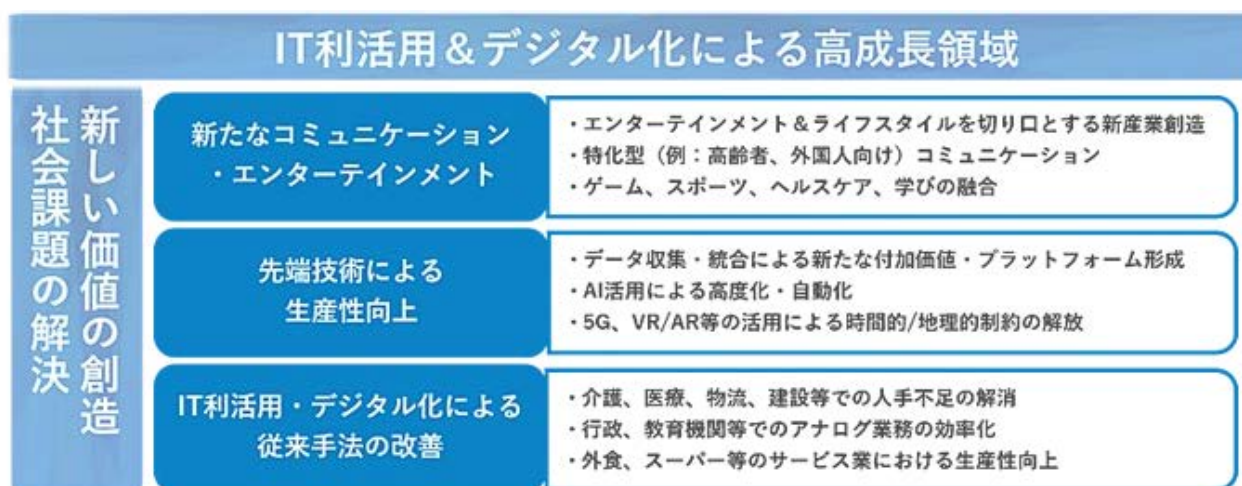 IT利活用＆デジタル化による高成長領域
新しい価値の創造
社会課題の解決
新たなコミュニケーション
・エンターテインメント
・エンターテインメント＆ライフスタイルを切り口とする新産業創造
・特化型（例：高齢者、外国人向け）コミュニケーション
・ゲーム、スポーツ、ヘルスケア、学びの融合
先端技術による
生産性向上
・データ収集・統合による新たな付加価値・プラットフォーム形成
・AI活用による高度化・自動化
・5G、VR/AR等の活用による時間的/地理的制約の解放
IT利活用・デジタル化による
従来手法の改善
・介護、医療、物流、建設等での人手不足の解消
・行政、教育機関等でのアナログ業務の効率化
・外食、スーパー等のサービス業における生産性向上